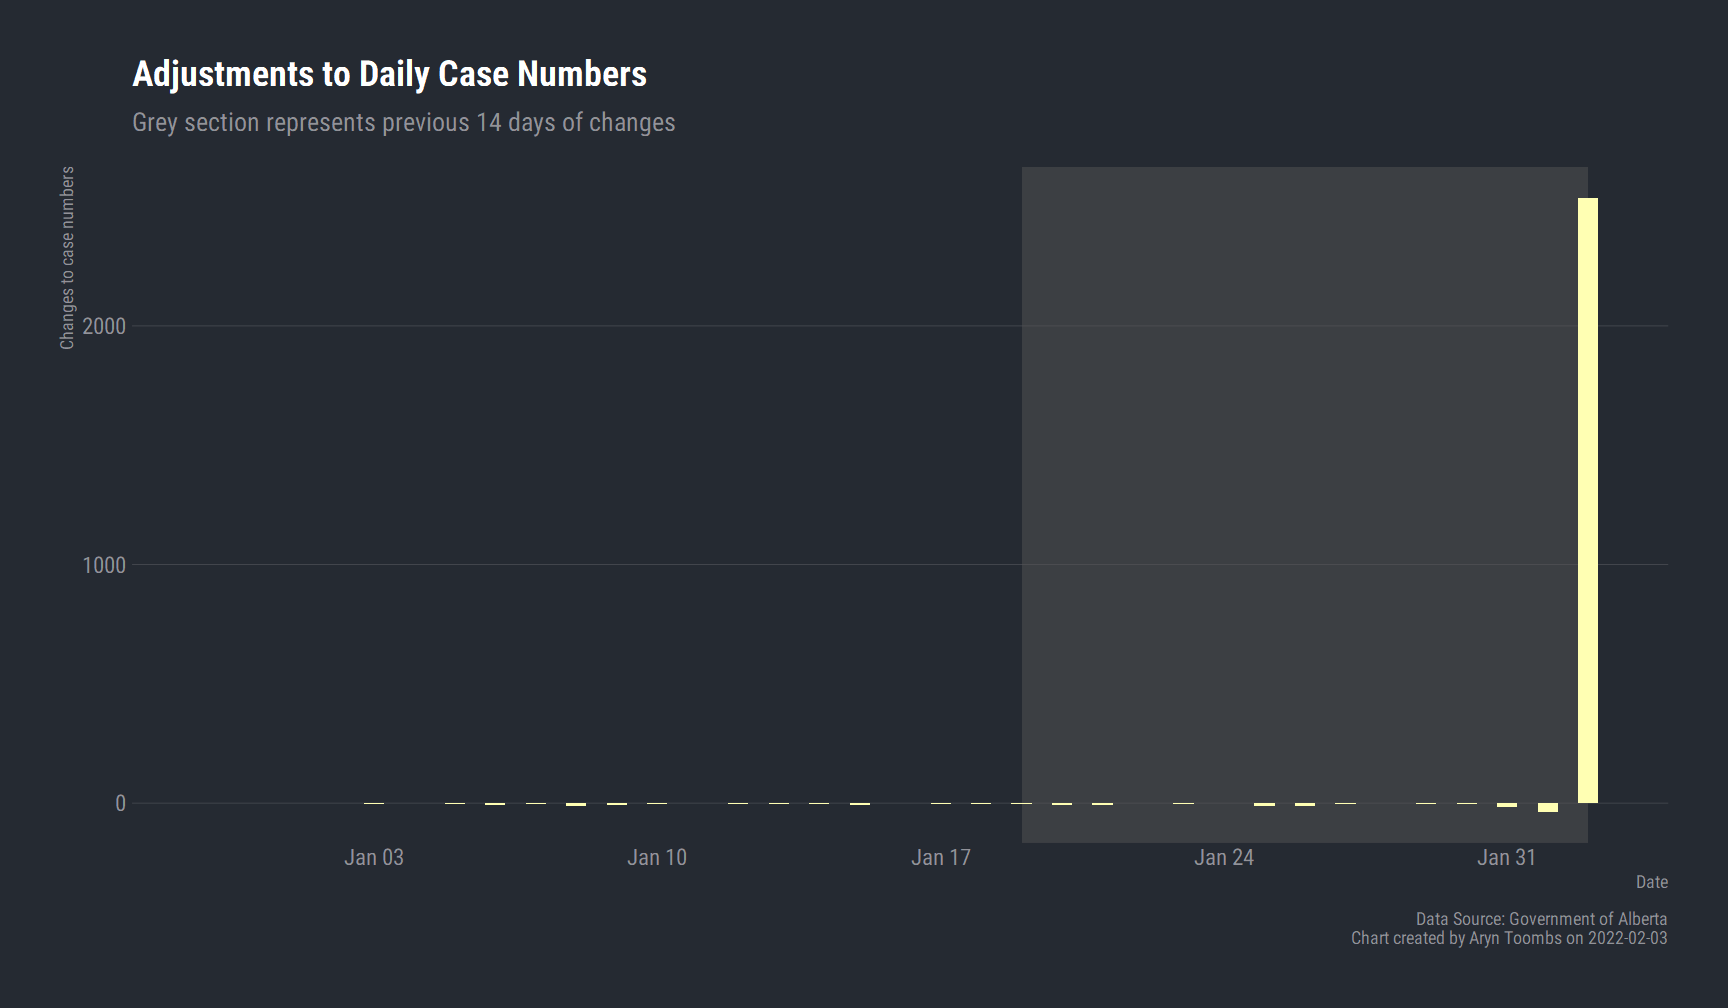 Adjustments to Daily Case Numbers
Grey section represents previous 14 days of changes
Changes to case numbers
2000
1000
0
Jan 03
Jan 10
Jan 17
Jan 24
Jan 31
Date
Data Source: Government of Alberta
Chart created by Aryn Toombs on 2022-02-03